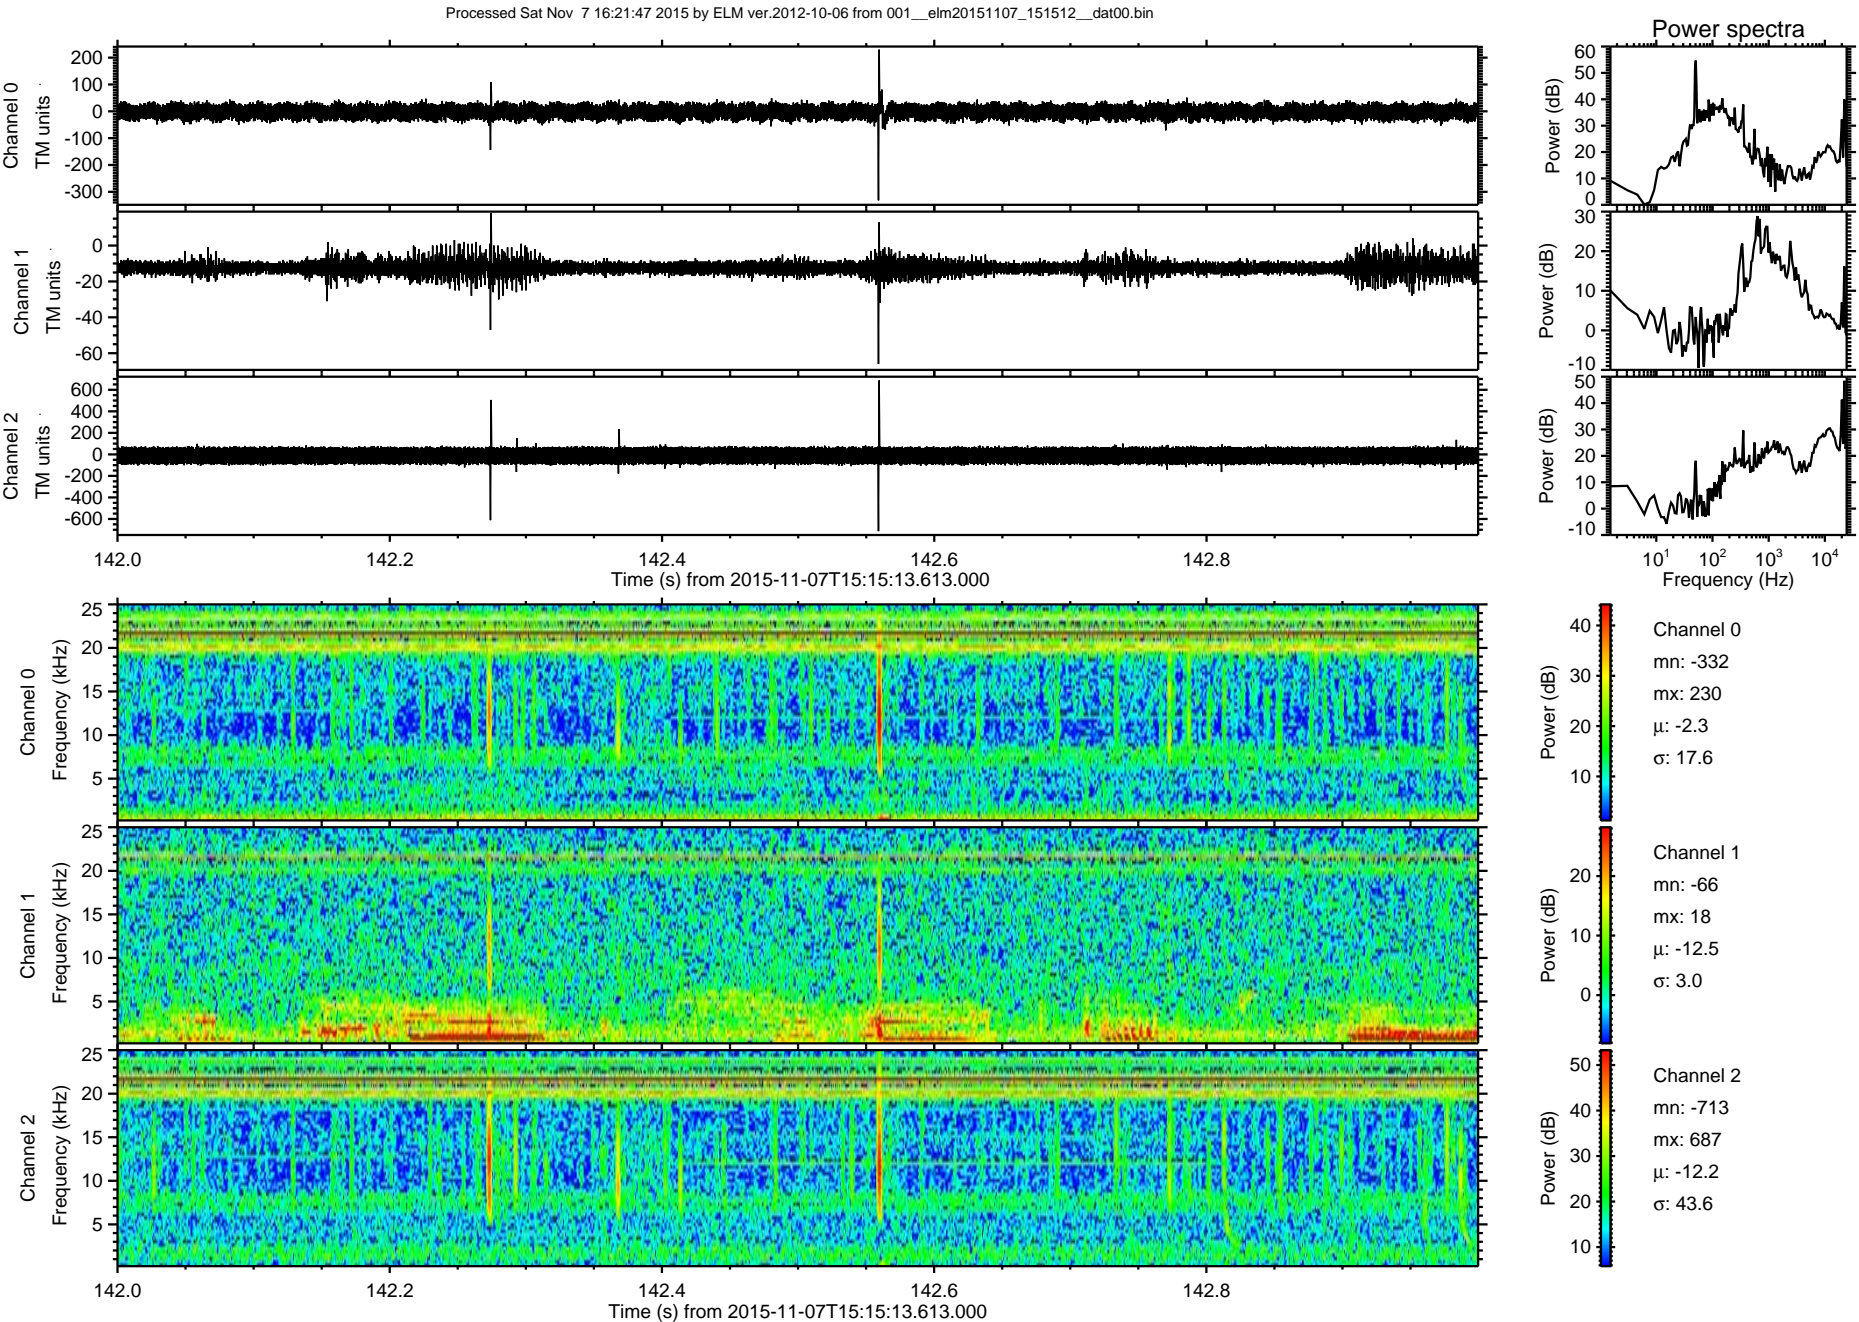 Processed Sat Nov  7 16:21:47 2015 by ELM ver.2012-10-06 from 001__elm20151107_151512__dat00.bin
Power spectra
Channel 0
TM units
200
100
0
-100
-200
-300
Power (dB)
60
50
40
30
20
10
0
Channel 1
TM units
0
-20
-40
-60
Power (dB)
30
20
10
0
-10
Channel 2
TM units
600
400
200
0
-200
-400
-600
Power (dB)
50
40
30
20
10
0
-10
142.0 142.2 142.4 142.6 142.8
Time (s) from 2015-11-07T15:15:13.613.000
10¹ 10² 10³ 10⁴
Frequency (Hz)
Channel 0
Frequency (kHz)
25
20
15
10
5
Power (dB)
40
30
20
10
Channel 0
mn: -332
mx: 230
μ: -2.3
σ: 17.6
Channel 1
Frequency (kHz)
25
20
15
10
5
Power (dB)
20
10
0
Channel 1
mn: -66
mx: 18
μ: -12.5
σ: 3.0
Channel 2
Frequency (kHz)
25
20
15
10
5
Power (dB)
50
40
30
20
10
Channel 2
mn: -713
mx: 687
μ: -12.2
σ: 43.6
142.0 142.2 142.4 142.6 142.8
Time (s) from 2015-11-07T15:15:13.613.000